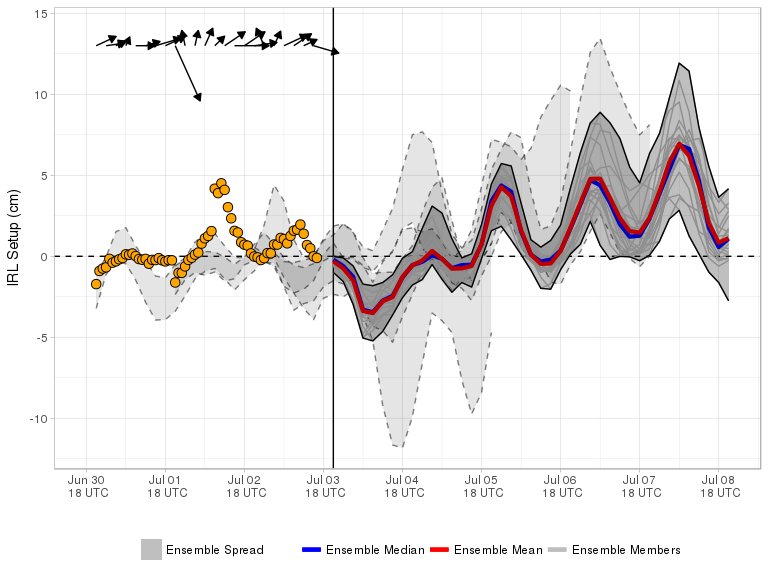 15
10
5
0
-5
-10
IRL Setup (cm)
Jun 30 Jul 01 Jul 02 Jul 03 Jul 04 Jul 05 Jul 06 Jul 07 Jul 08
18 UTC 18 UTC 18 UTC 18 UTC 18 UTC 18 UTC 18 UTC 18 UTC 18 UTC
Ensemble Spread Ensemble Median Ensemble Mean Ensemble Members